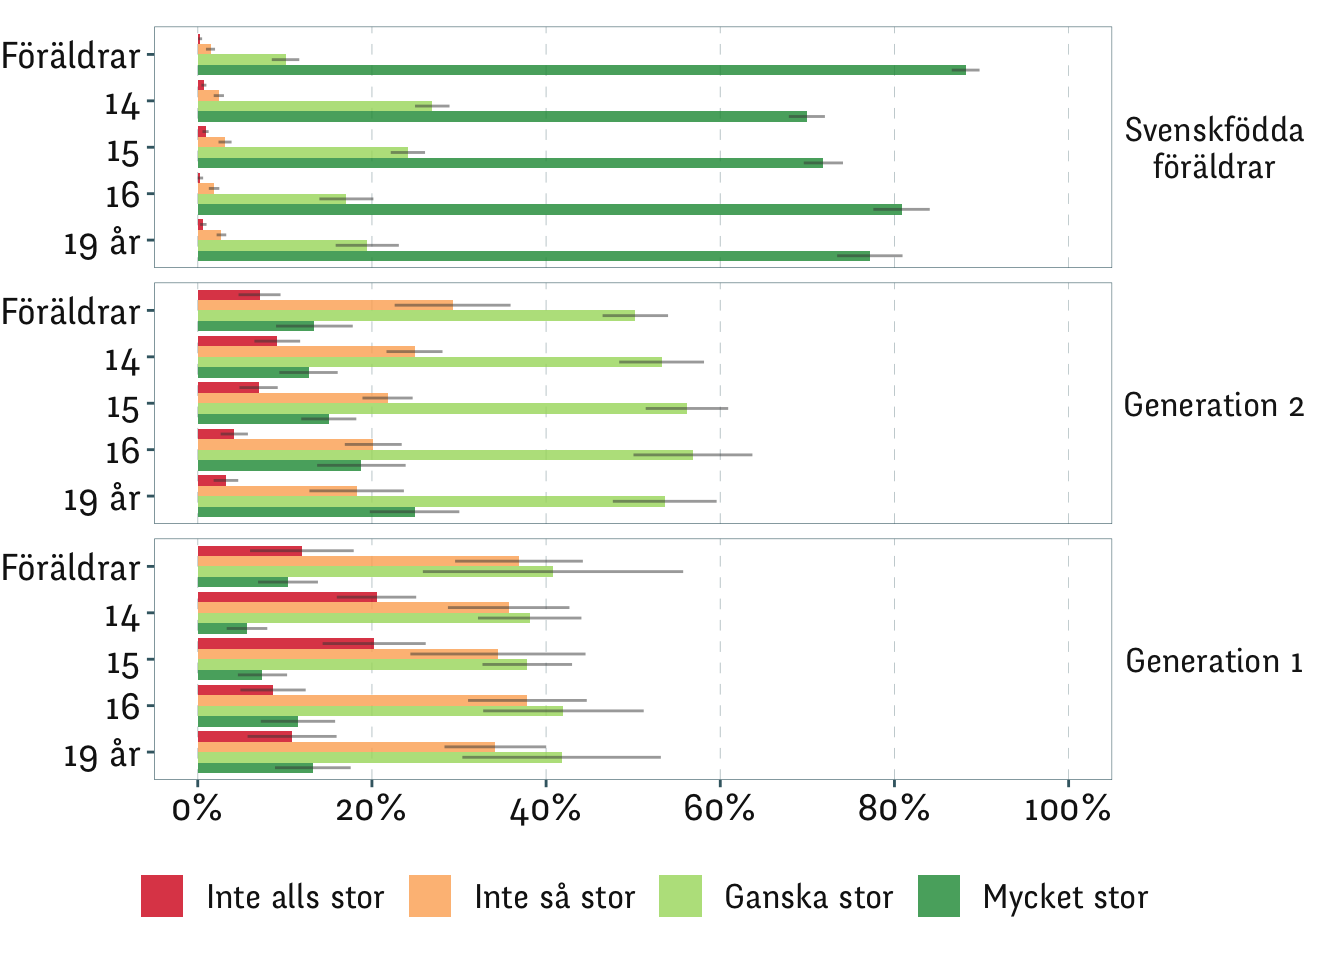 Föräldrar
14
15
16
19 år
Svenskfödda
föräldrar
Föräldrar
14
15
16
19 år
Generation 2
Föräldrar
14
15
16
19 år
Generation 1
0% 20% 40% 60% 80% 100%
Inte alls stor Inte så stor Ganska stor Mycket stor